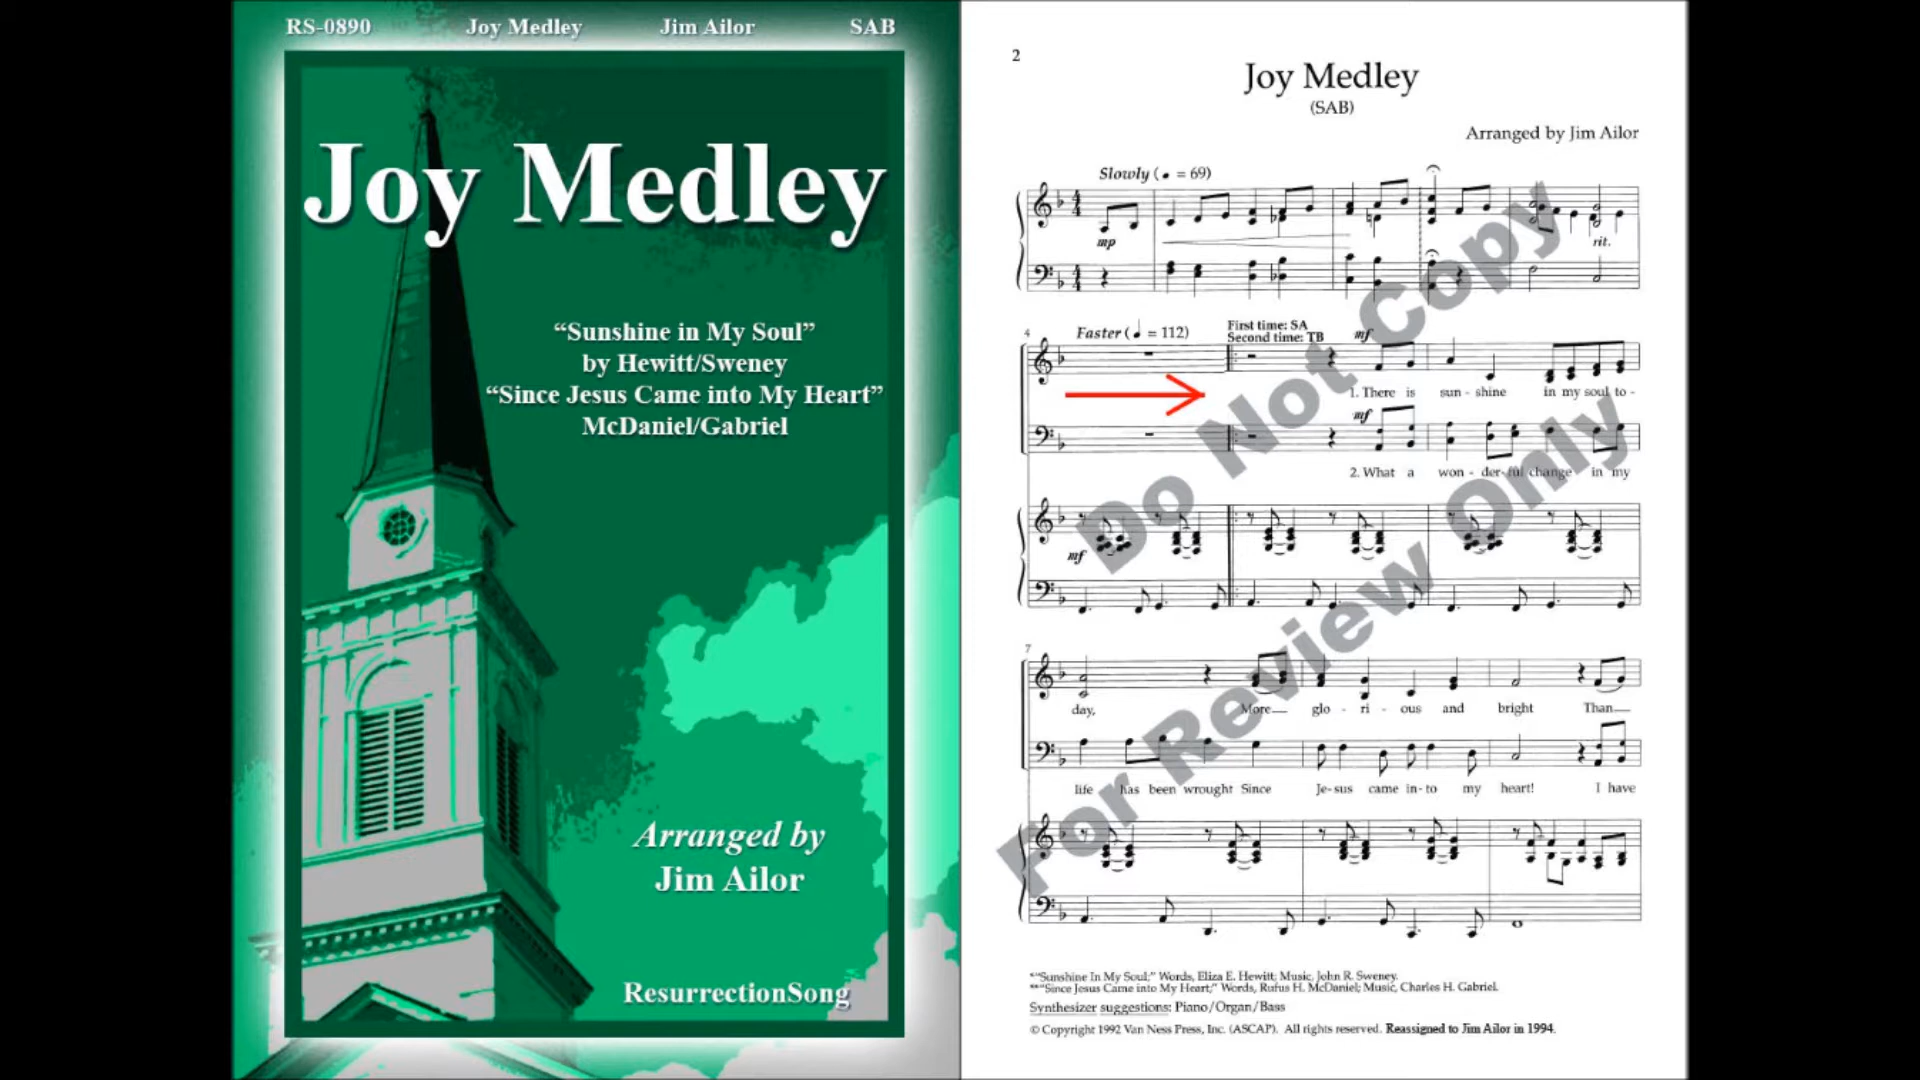 RS-0890 Joy Medley Jim Ailor SAB
Joy Medley
“Sunshine in My Soul”
by Hewitt/Sweney
“Since Jesus Came into My Heart”
McDaniel/Gabriel
Arranged by
Jim Ailor
ResurrectionSong
2
Joy Medley
(SAB)
Arranged by Jim Ailor
Slowly (♩ = 69)
mp
rit.
4
Faster (♩ = 112)
First time: SA
Second time: TB
mf
1. There is sun - shine in my soul to -
mf
2. What a won - der- ful change in my
mf
7
day, More glo - ri - ous and bright Than
life has been wrought Since Je- sus came in- to my heart! I have
*“Sunshine In My Soul;” Words, Eliza E. Hewitt; Music, John R. Sweney.
**“Since Jesus Came into My Heart;” Words, Rufus H. McDaniel; Music, Charles H. Gabriel.
Synthesizer suggestions: Piano/Organ/Bass
© Copyright 1992 Van Ness Press, Inc. (ASCAP). All rights reserved. Reassigned to Jim Ailor in 1994.
Do Not Copy
For Review Only